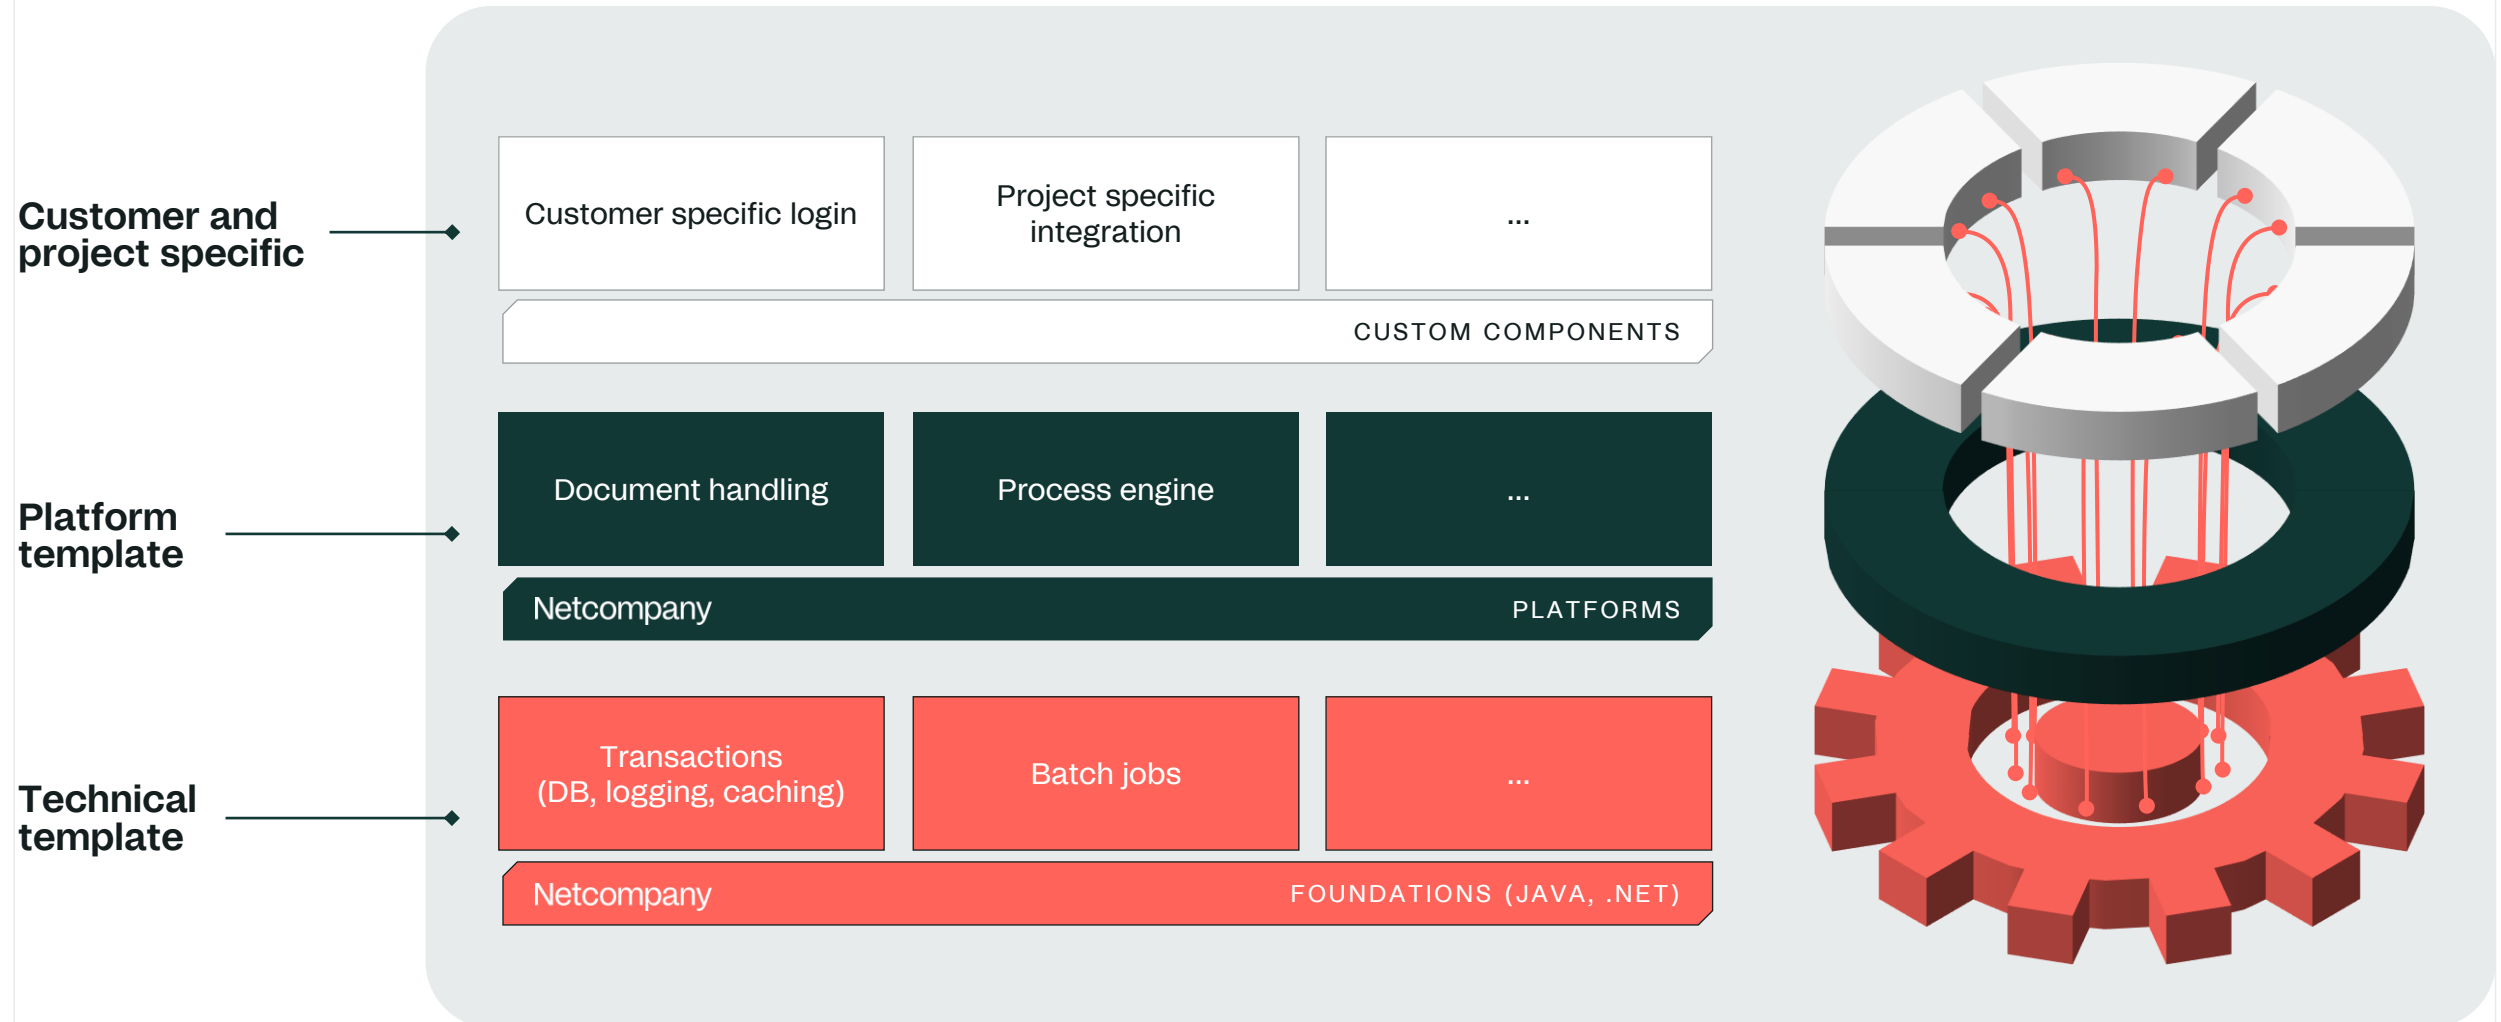 Customer and
project specific
Customer specific login
Project specific
integration
...
CUSTOM COMPONENTS
Platform
template
Document handling
Process engine
...
Netcompany
PLATFORMS
Technical
template
Transactions
(DB, logging, caching)
Batch jobs
...
Netcompany
FOUNDATIONS (JAVA, .NET)